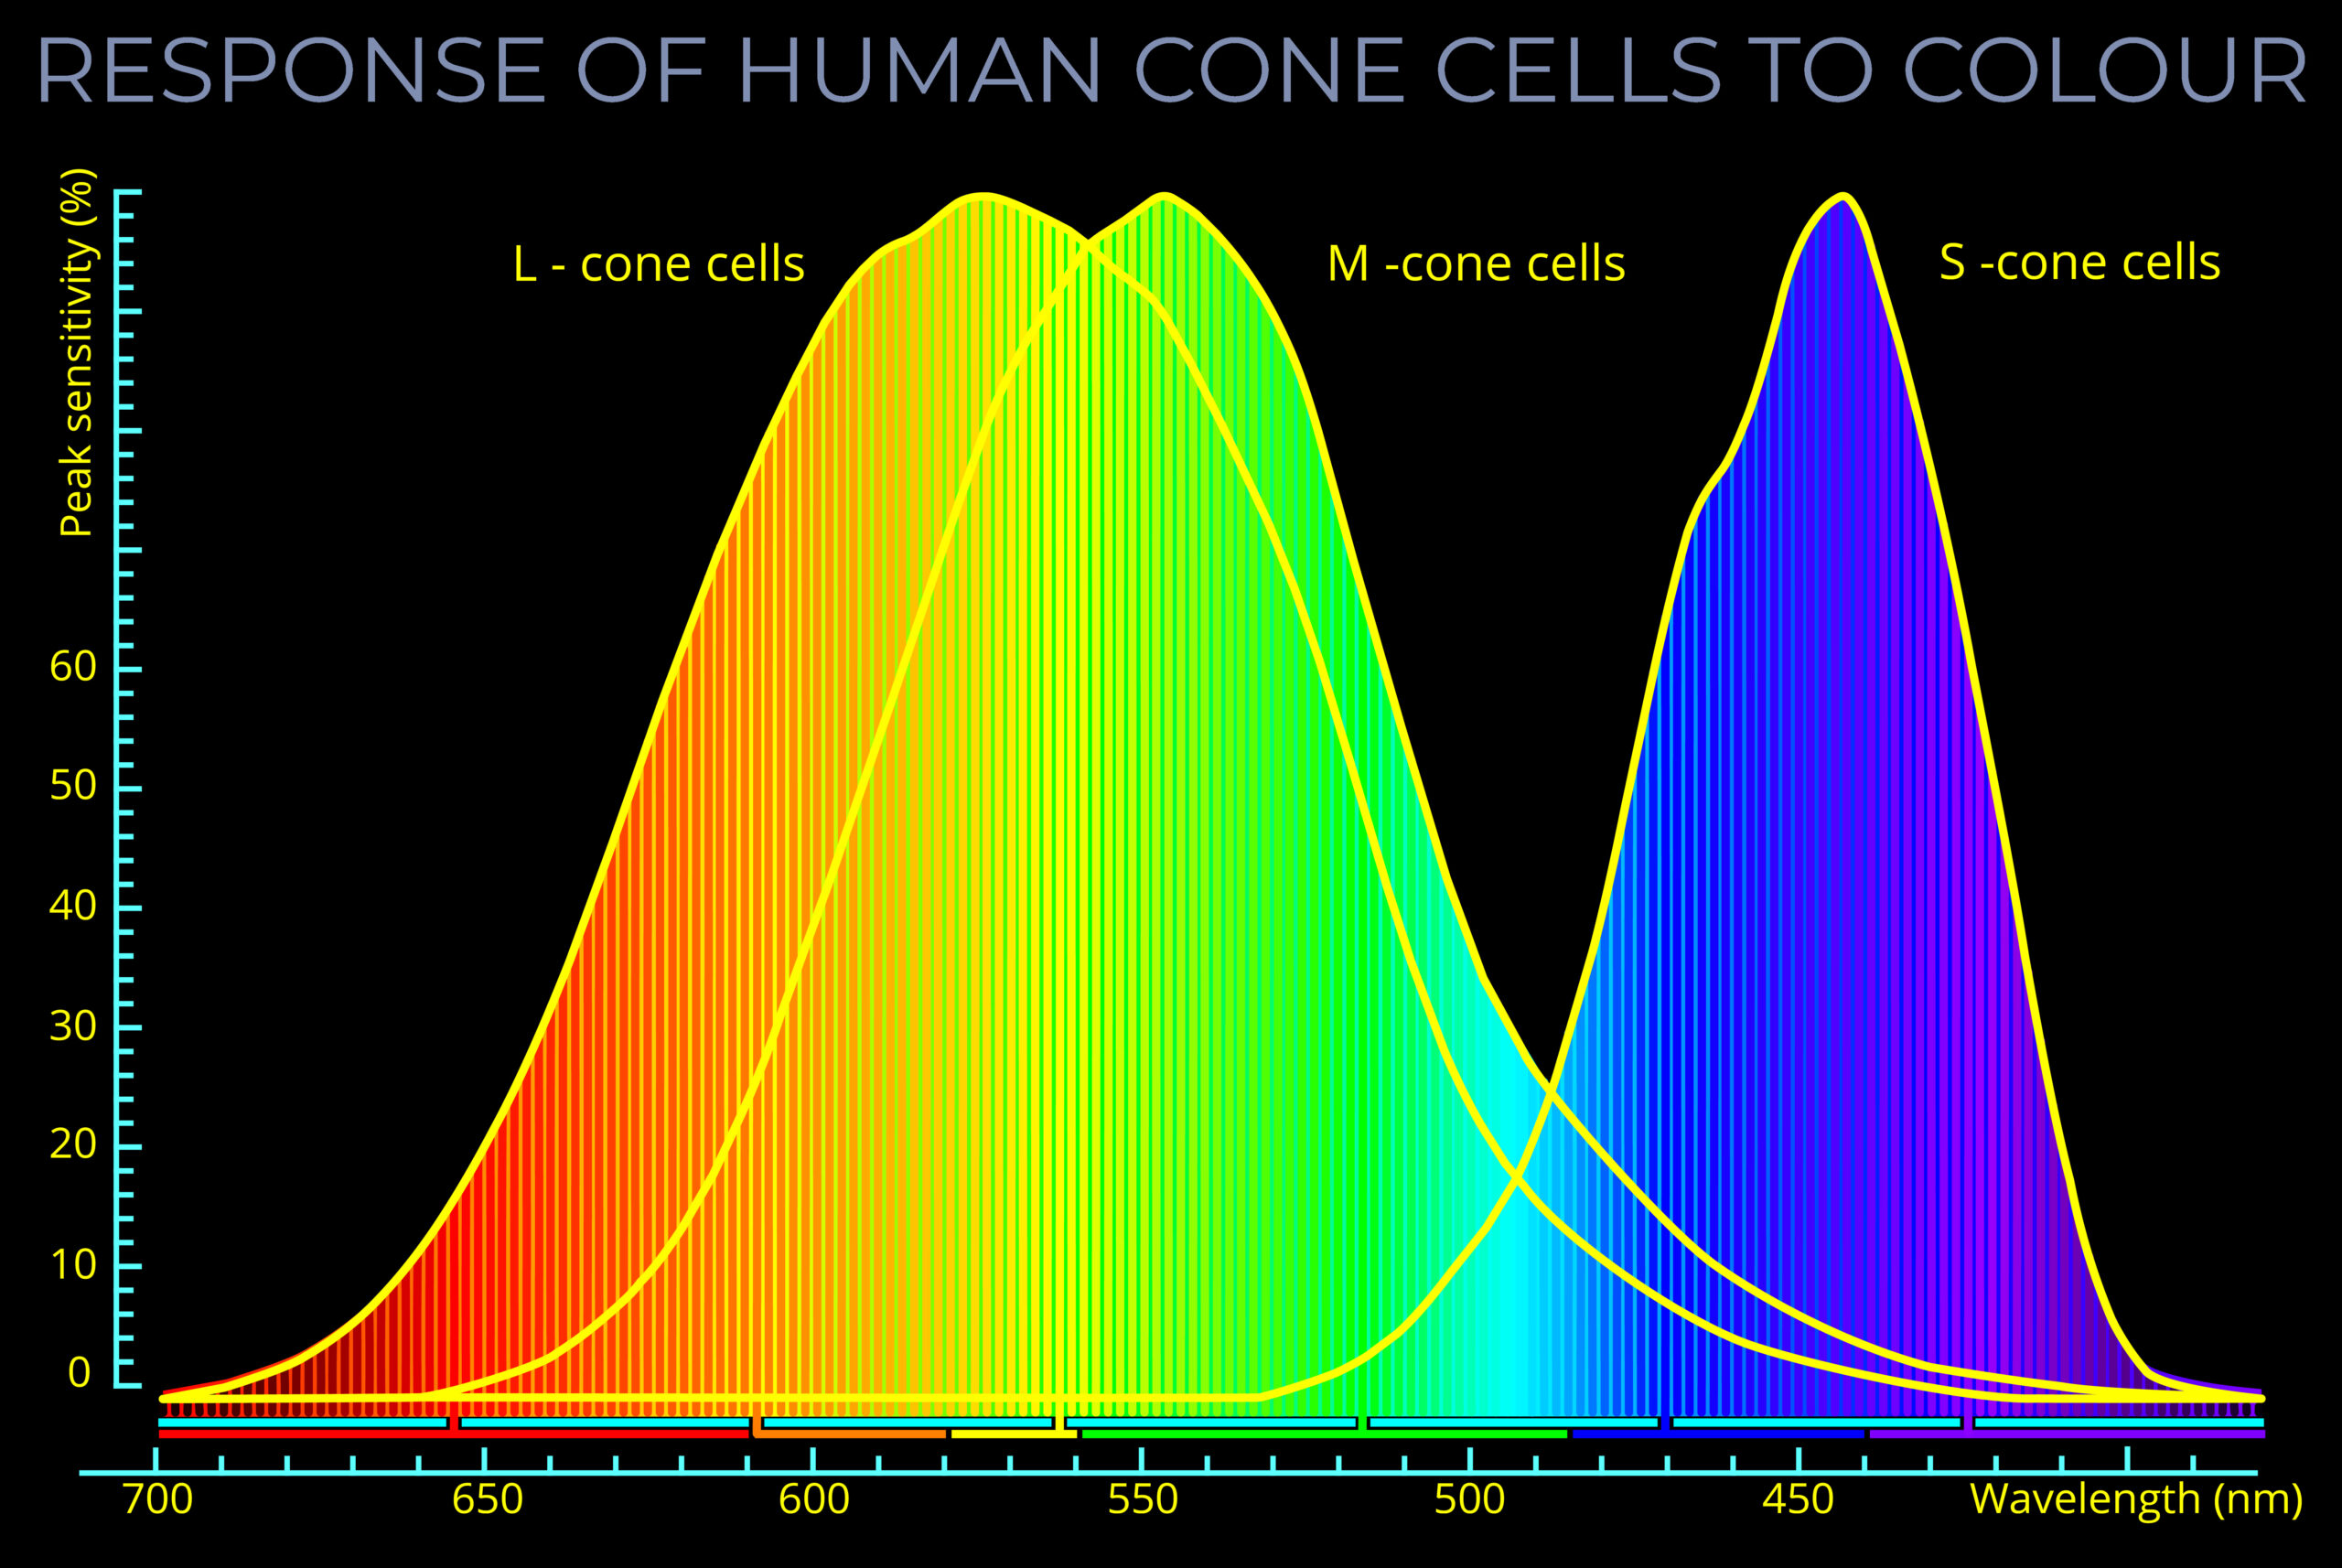 RESPONSE OF HUMAN CONE CELLS TO COLOUR
Peak sensitivity (%)
L - cone cells
M -cone cells
S -cone cells
60
50
40
30
20
10
0
700 650 600 550 500 450 Wavelength (nm)